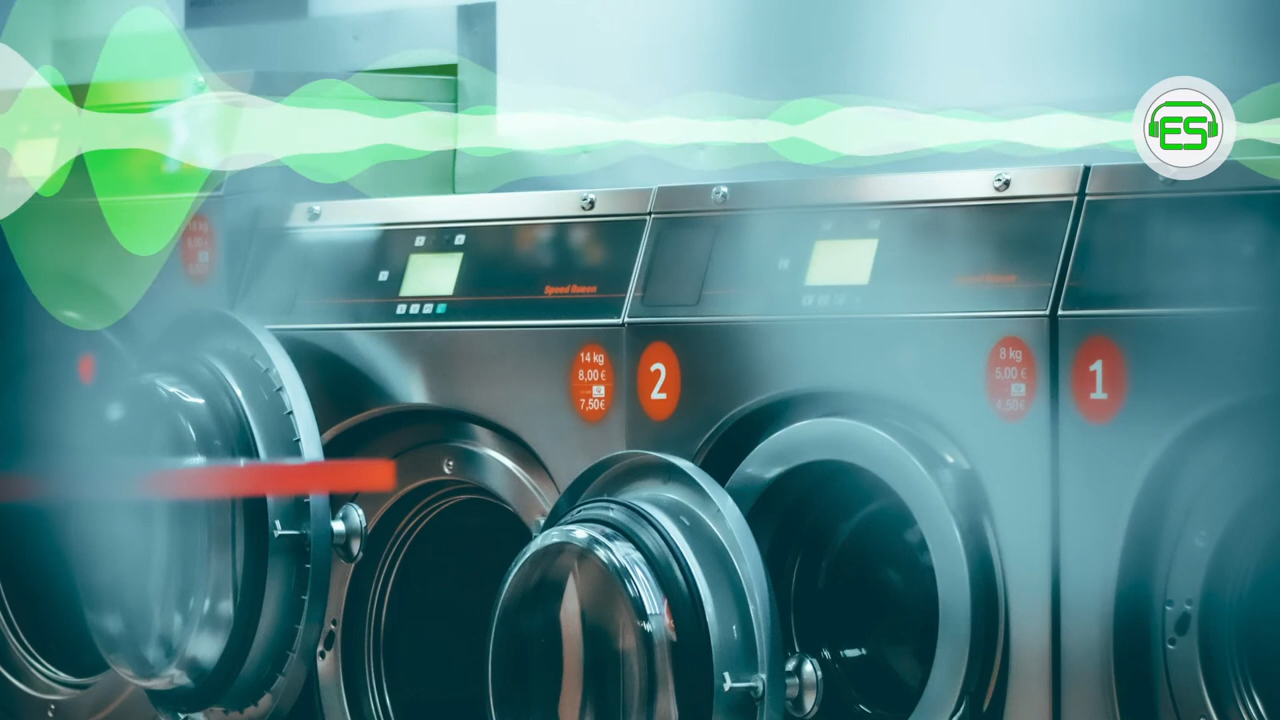 ES
Speed Queen
14 kg
8,00 €
7,50€
2
8 kg
5,00 €
4,50€
1